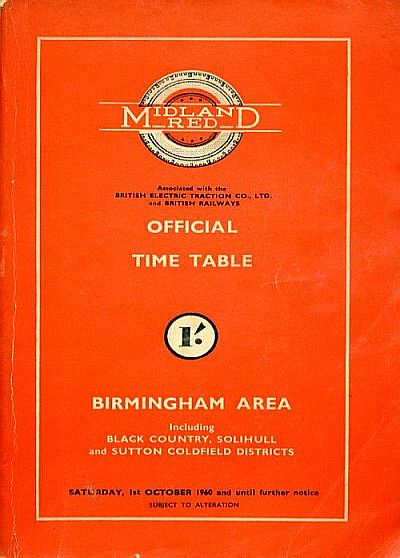 MIDLAND
RED
Associated with the
BRITISH ELECTRIC TRACTION CO., LTD.
and BRITISH RAILWAYS
OFFICIAL
TIME TABLE
1/-
BIRMINGHAM AREA
Including
BLACK COUNTRY, SOLIHULL
and SUTTON COLDFIELD DISTRICTS
SATURDAY, 1st OCTOBER 1960 and until further notice
SUBJECT TO ALTERATION